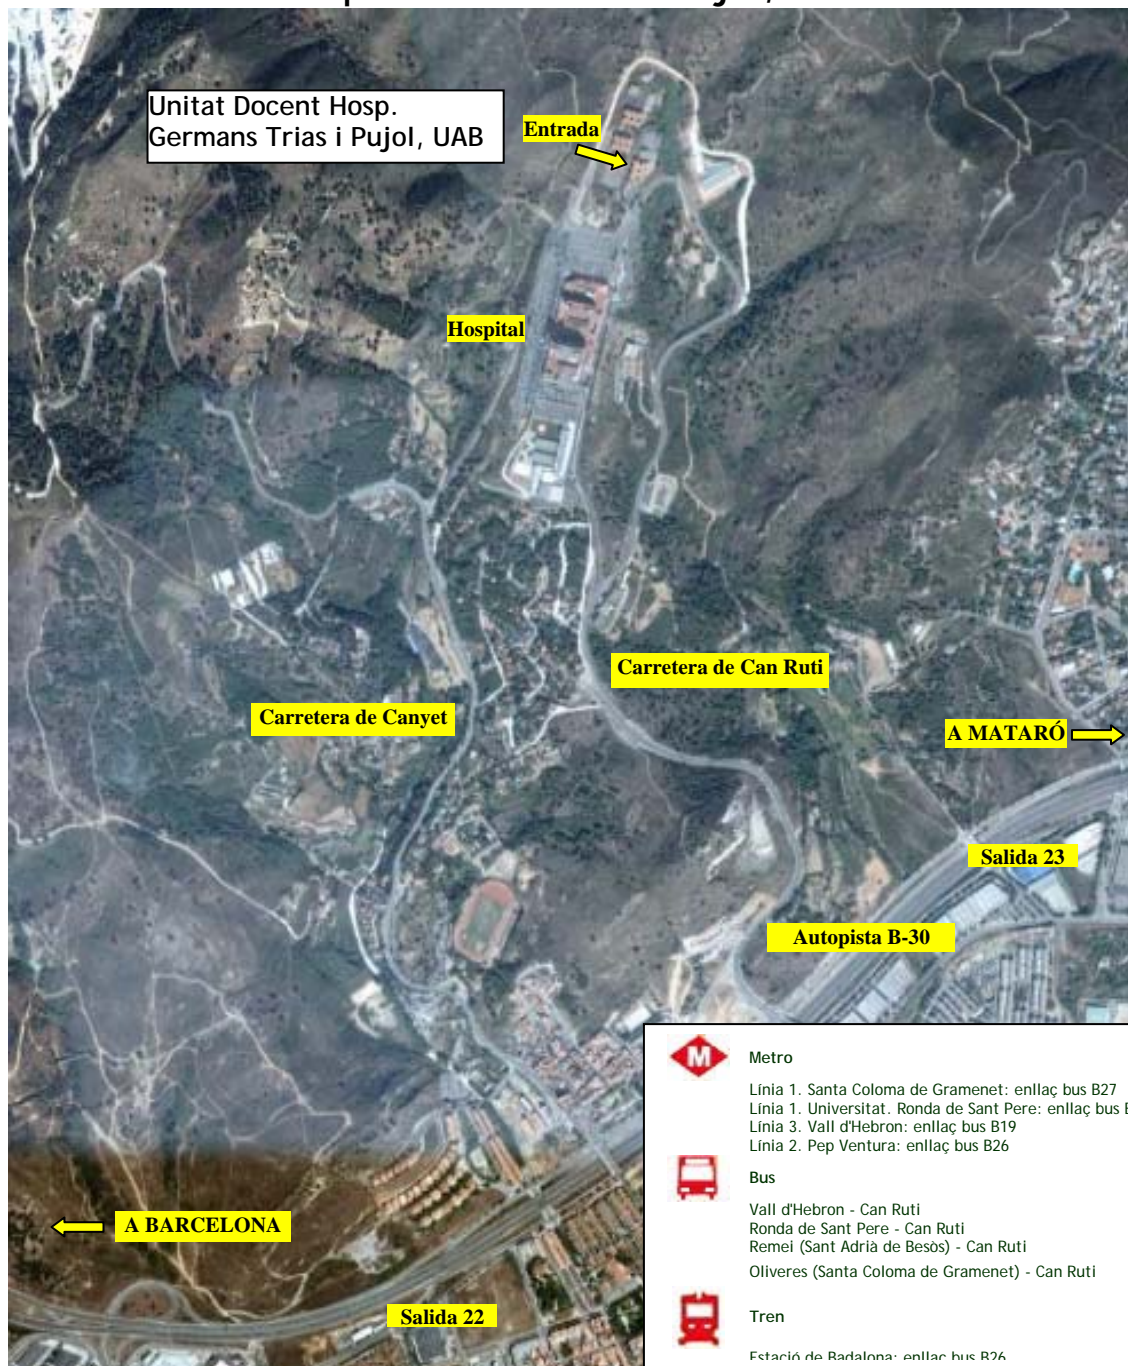 Unitat Docent Hosp.
Germans Trias i Pujol, UAB
Entrada
Hospital
Carretera de Can Ruti
Carretera de Canyet
A MATARÓ
Salida 23
Autopista B-30
A BARCELONA
Salida 22
M
Metro
Línia 1. Santa Coloma de Gramenet: enllaç bus B27
Línia 1. Universitat. Ronda de Sant Pere: enllaç bus
Línia 3. Vall d'Hebron: enllaç bus B19
Línia 2. Pep Ventura: enllaç bus B26
Bus
Vall d'Hebron - Can Ruti
Ronda de Sant Pere - Can Ruti
Remei (Sant Adrià de Besòs) - Can Ruti
Oliveres (Santa Coloma de Gramenet) - Can Ruti
Tren
Estació de Badalona: enllaç bus B26